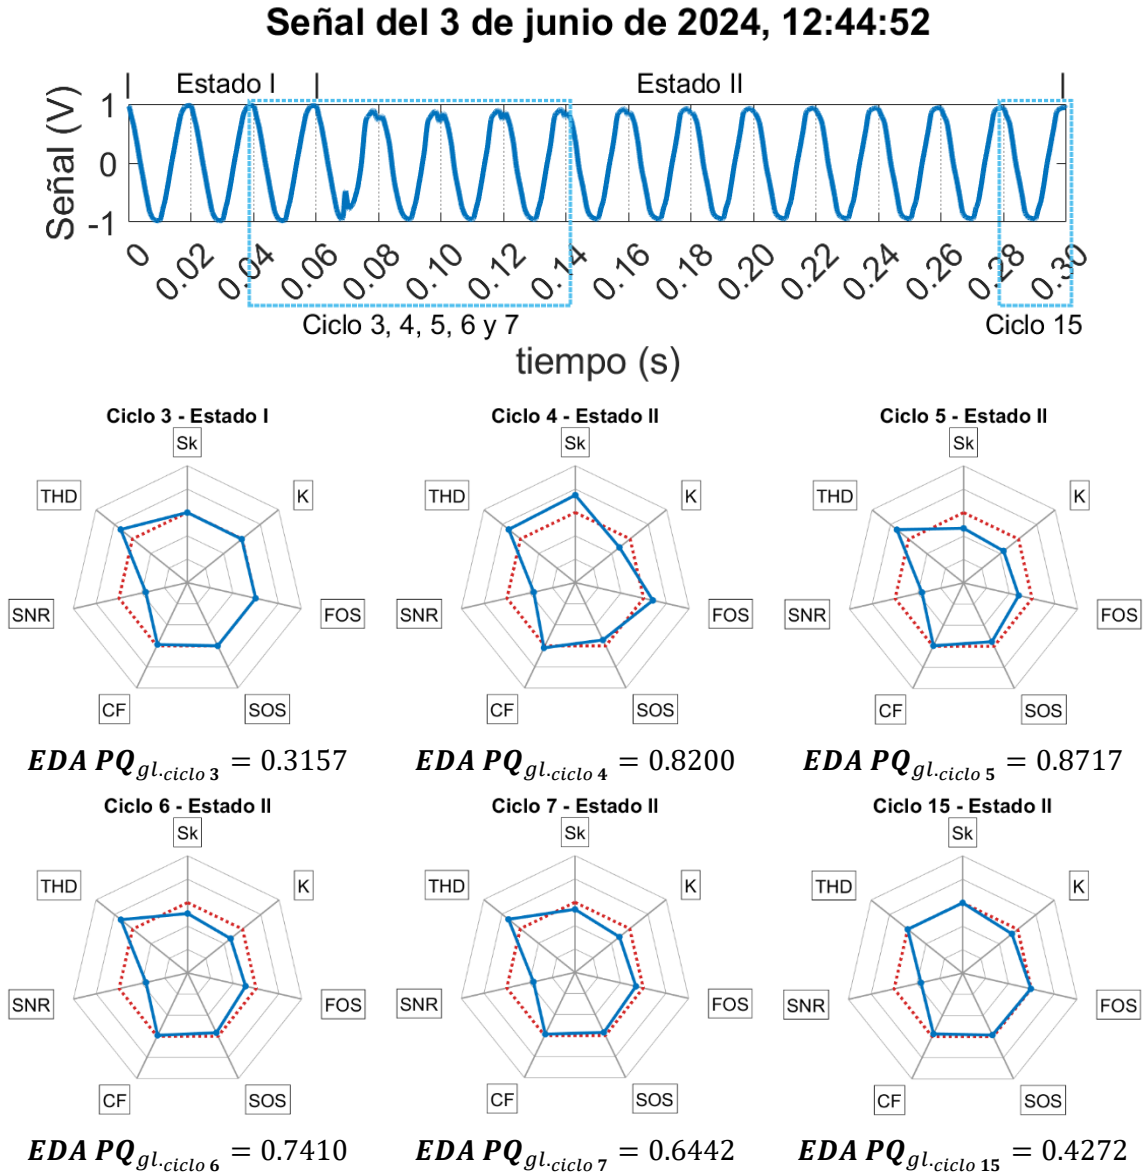 Señal del 3 de junio de 2024, 12:44:52
Estado I Estado II
Señal (V)
1
0
-1
0 0.02 0.04 0.06 0.08 0.10 0.12 0.14 0.16 0.18 0.20 0.22 0.24 0.26 0.28 0.30
Ciclo 3, 4, 5, 6 y 7 Ciclo 15
tiempo (s)
Ciclo 3 - Estado I
Sk
THD K
SNR FOS
CF SOS
EDA PQgl.ciclo 3 = 0.3157
Ciclo 4 - Estado II
Sk
THD K
SNR FOS
CF SOS
EDA PQgl.ciclo 4 = 0.8200
Ciclo 5 - Estado II
Sk
THD K
SNR FOS
CF SOS
EDA PQgl.ciclo 5 = 0.8717
Ciclo 6 - Estado II
Sk
THD K
SNR FOS
CF SOS
EDA PQgl.ciclo 6 = 0.7410
Ciclo 7 - Estado II
Sk
THD K
SNR FOS
CF SOS
EDA PQgl.ciclo 7 = 0.6442
Ciclo 15 - Estado II
Sk
THD K
SNR FOS
CF SOS
EDA PQgl.ciclo 15 = 0.4272